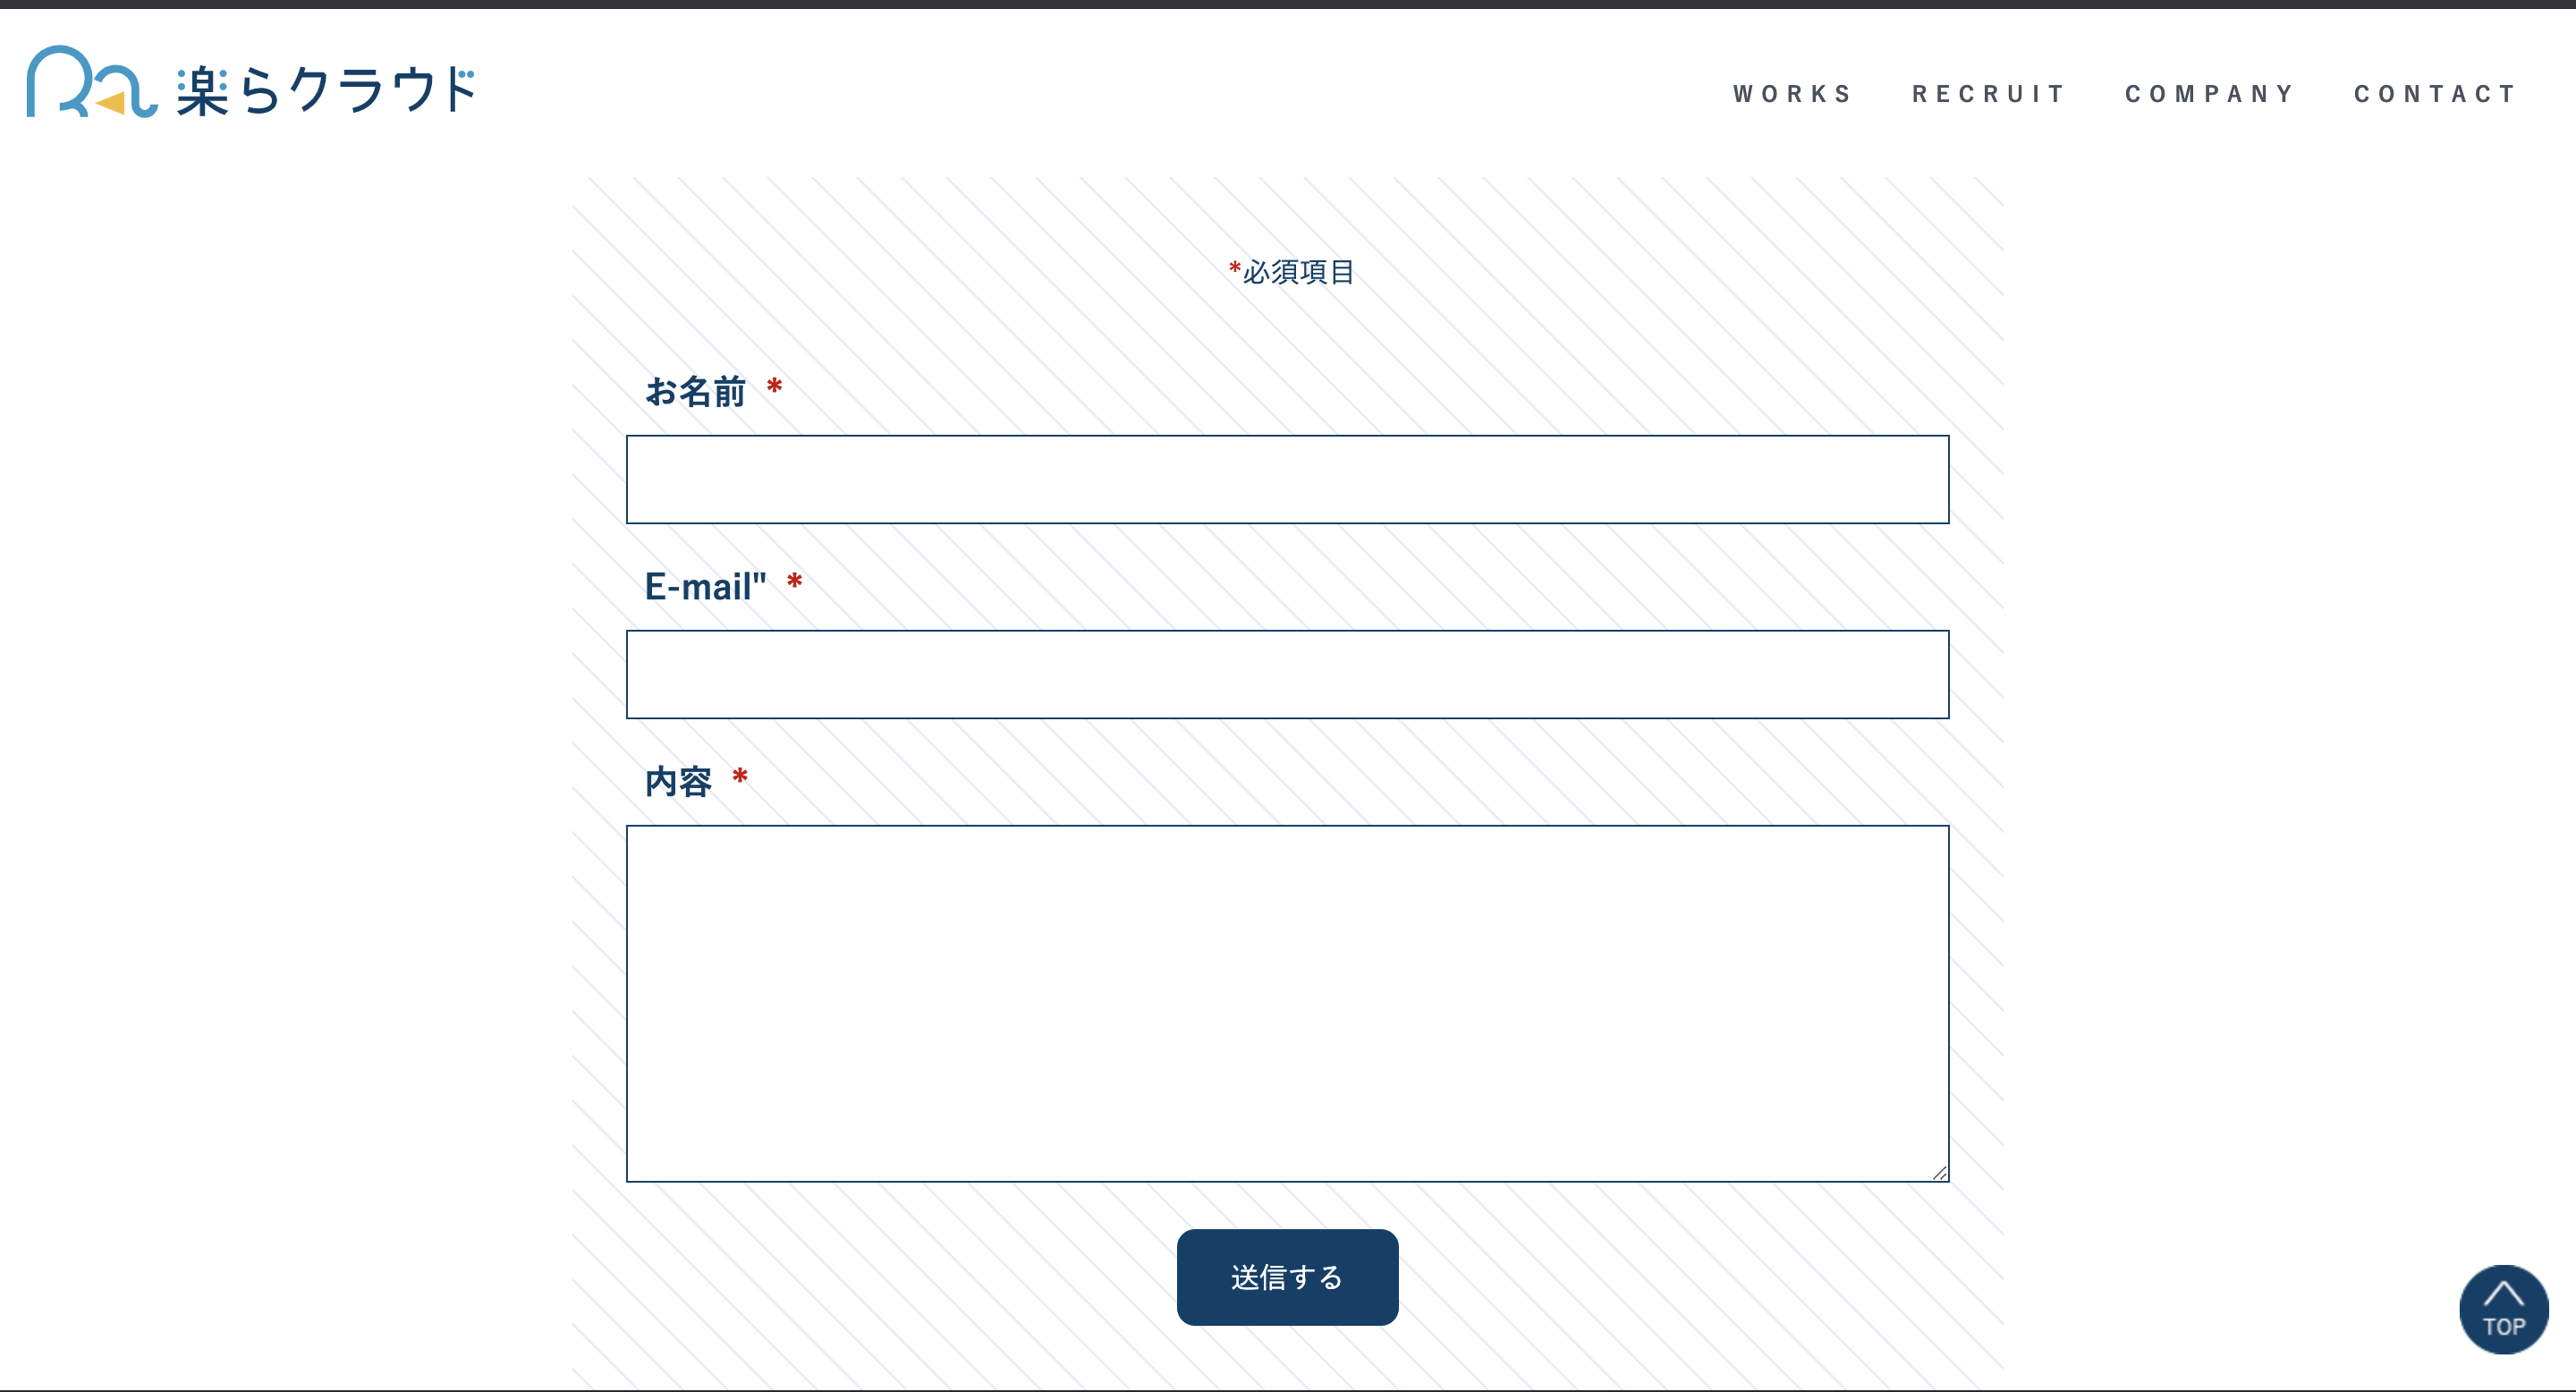 Ra 楽らクラウド
WORKS RECRUIT COMPANY CONTACT
*必須項目
お名前 *
E-mail" *
内容 *
送信する
TOP